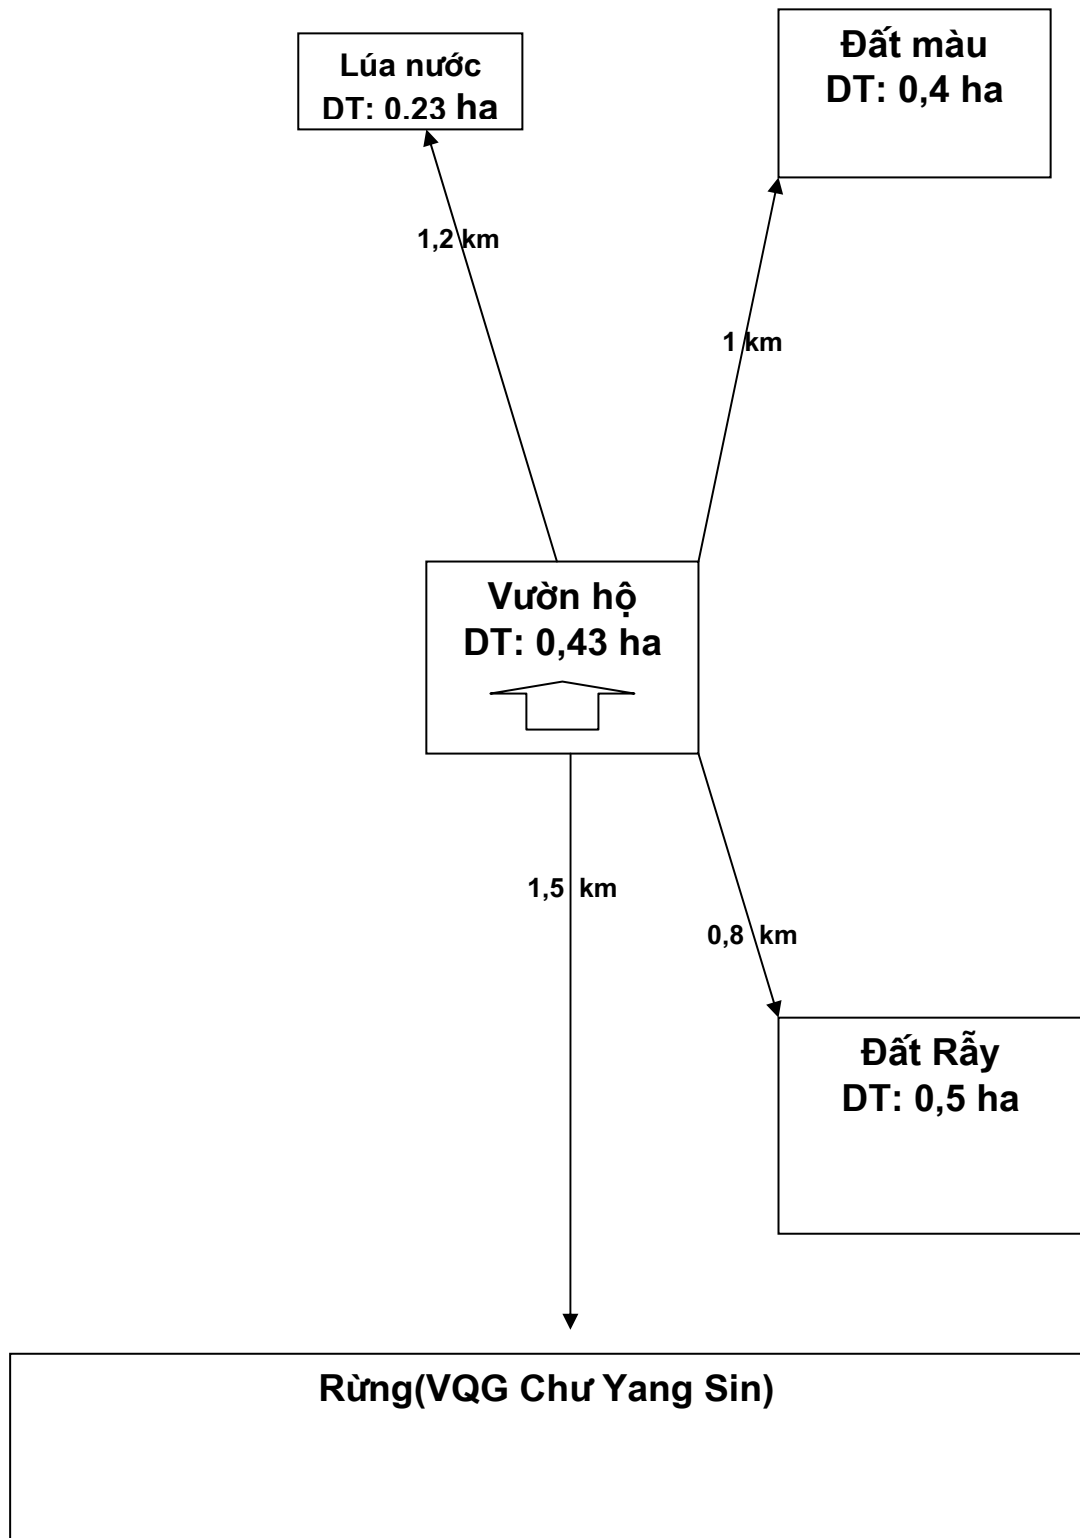 Lúa nước
DT: 0.23 ha
Đất màu
DT: 0,4 ha
1,2 km
1 km
Vườn hộ
DT: 0,43 ha
1,5 km
0,8 km
Đất Rẫy
DT: 0,5 ha
Rừng(VQG Chư Yang Sin)